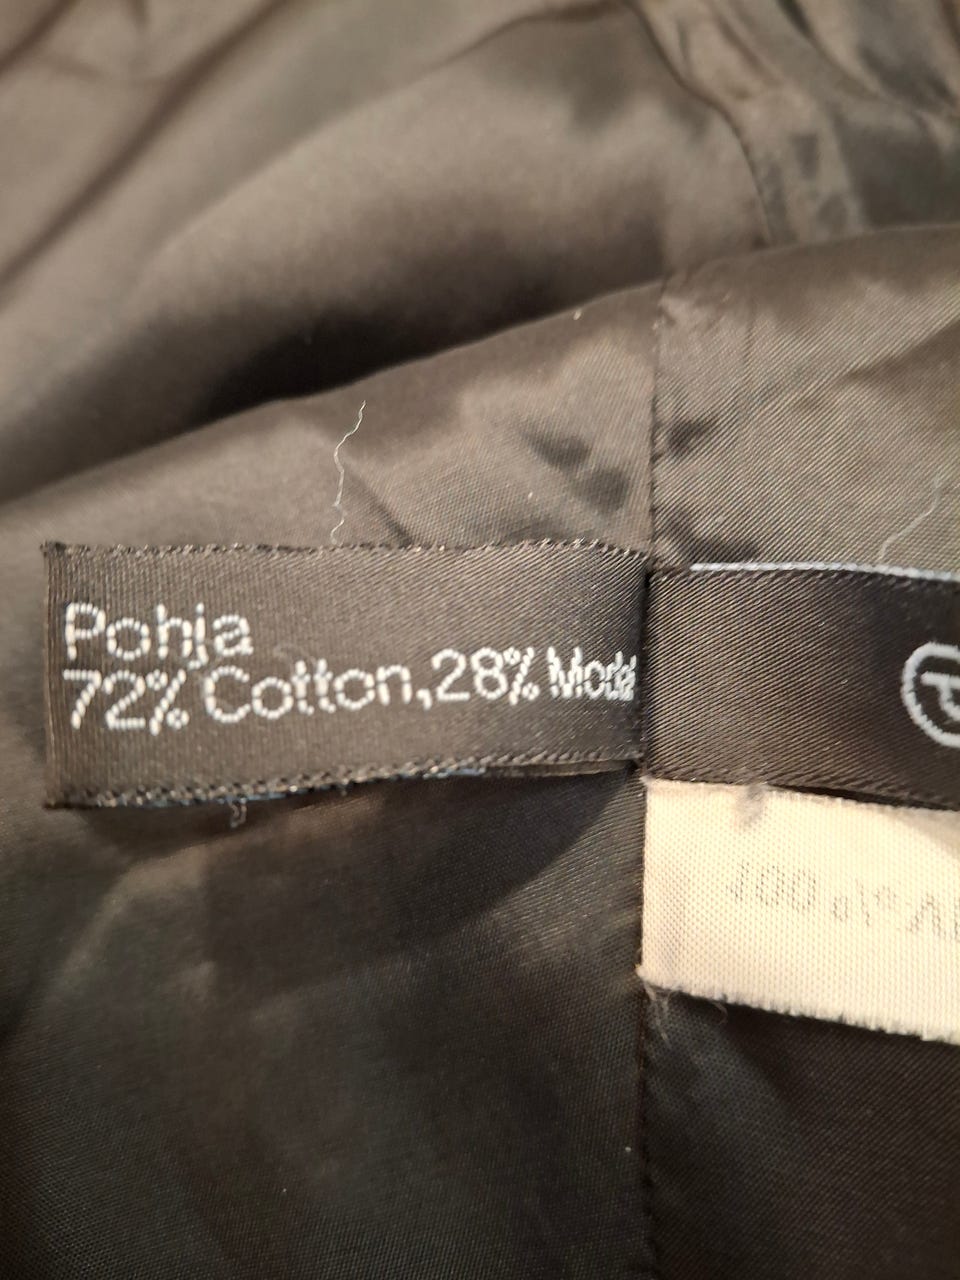 Pohja
72% Cotton,28% Modal
P